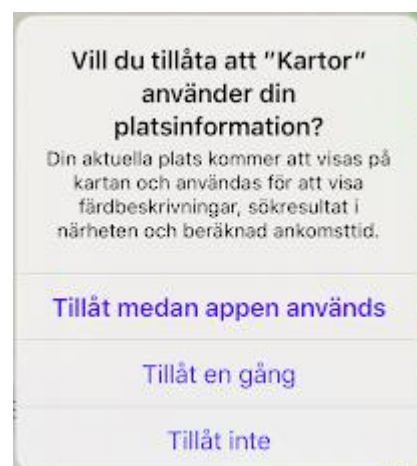 Vill du tillåta att ”Kartor”
använder din
platsinformation?
Din aktuella plats kommer att visas på
kartan och användas för att visa
färdbeskrivningar, sökresultat i
närheten och beräknad ankomsttid.
Tillåt medan appen används
Tillåt en gång
Tillåt inte